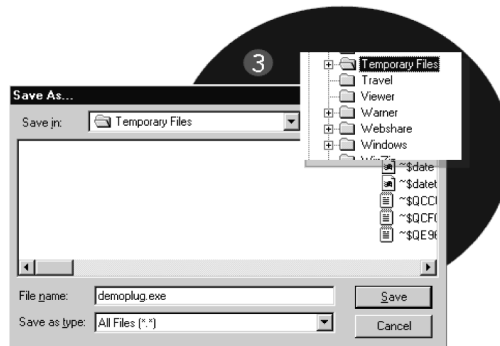 3
Temporary Files
Travel
Viewer
Warner
Webshare
Windows
Save As...
Save in: Temporary Files
~$date
~$datet
~$QCC
~$QCF
~$QE9
File name: demoplug.exe
Save
Save as type: All Files (*.*)
Cancel